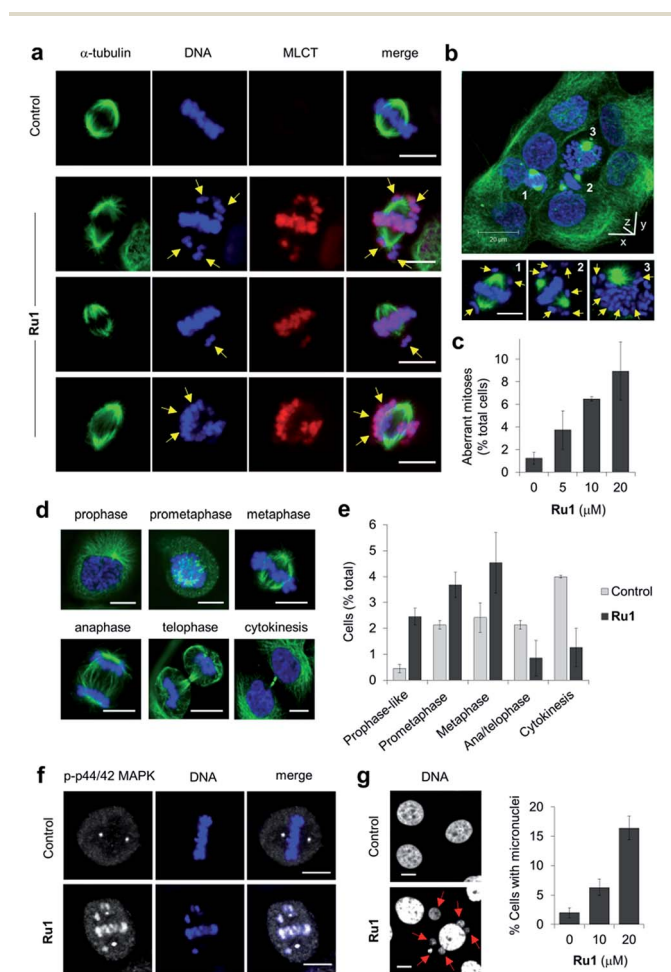 a
α-tubulin DNA MLCT merge
Control
Ru1
b
3
1
2
20 μm
z y
x
1 2 3
c
Aberrant mitoses
(% total cells)
10
8
6
4
2
0
0 5 10 20
Ru1 (μM)
d
prophase prometaphase metaphase
anaphase telophase cytokinesis
e
Cells (% total)
6
5
4
3
2
1
0
Control
Ru1
Prophase-like
Prometaphase
Metaphase
Ana/telophase
Cytokinesis
f
p-p44/42 MAPK DNA merge
Control
Ru1
g
DNA
Control
Ru1
% Cells with micronuclei
20
15
10
5
0
0 10 20
Ru1 (μM)